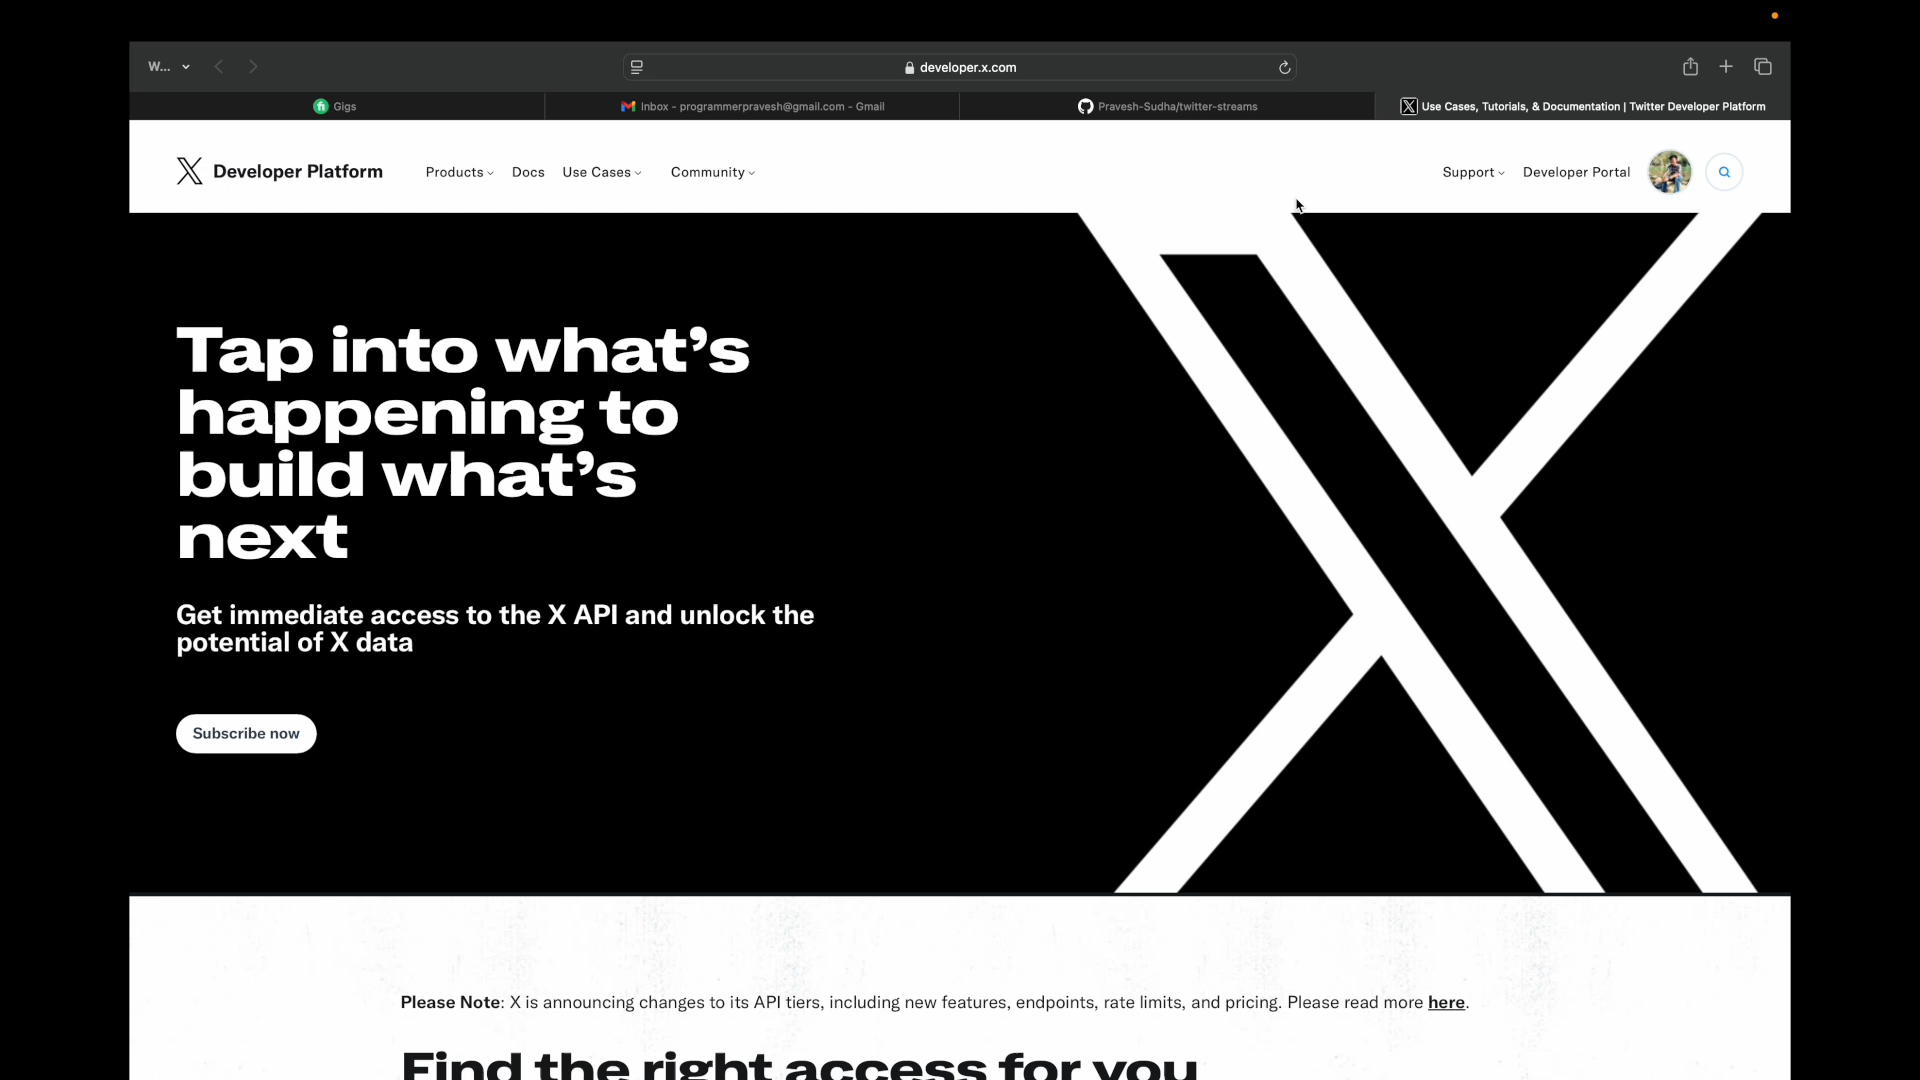 W...
developer.x.com
Gigs
Inbox - programmerpravesh@gmail.com - Gmail
Pravesh-Sudha/twitter-streams
Use Cases, Tutorials, & Documentation | Twitter Developer Platform
Developer Platform
Products
Docs
Use Cases
Community
Support
Developer Portal
Tap into what’s
happening to
build what’s
next
Get immediate access to the X API and unlock the
potential of X data
Subscribe now
Please Note: X is announcing changes to its API tiers, including new features, endpoints, rate limits, and pricing. Please read more here.
Find the right access for you